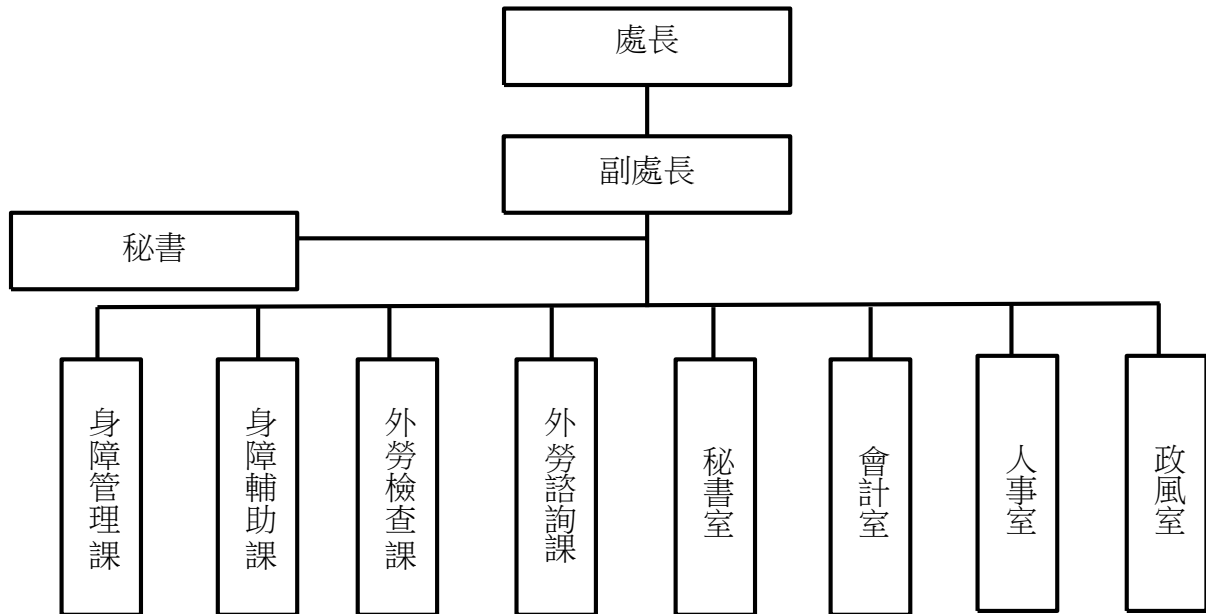 處長
副處長
秘書
身障管理課
身障輔助課
外勞檢查課
外勞諮詢課
秘書室
會計室
人事室
政風室